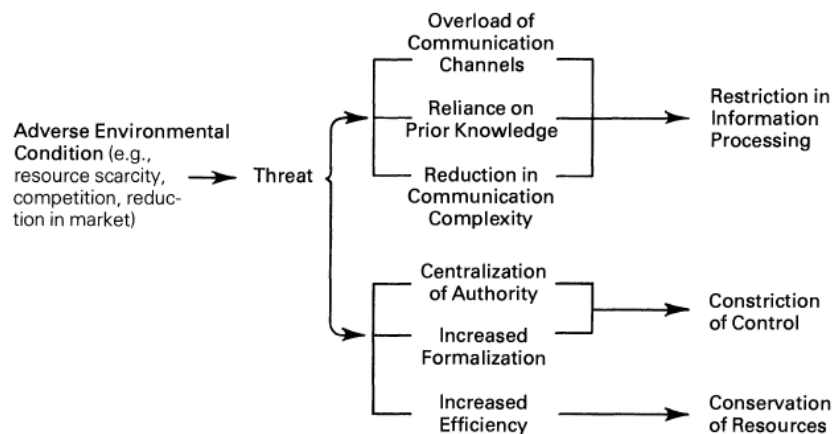 Adverse Environmental
Condition (e.g.,
resource scarcity,
competition, reduc-
tion in market)
Threat
Overload of
Communication
Channels
Reliance on
Prior Knowledge
Reduction in
Communication
Complexity
Restriction in
Information
Processing
Centralization
of Authority
Increased
Formalization
Constriction
of Control
Increased
Efficiency
Conservation
of Resources